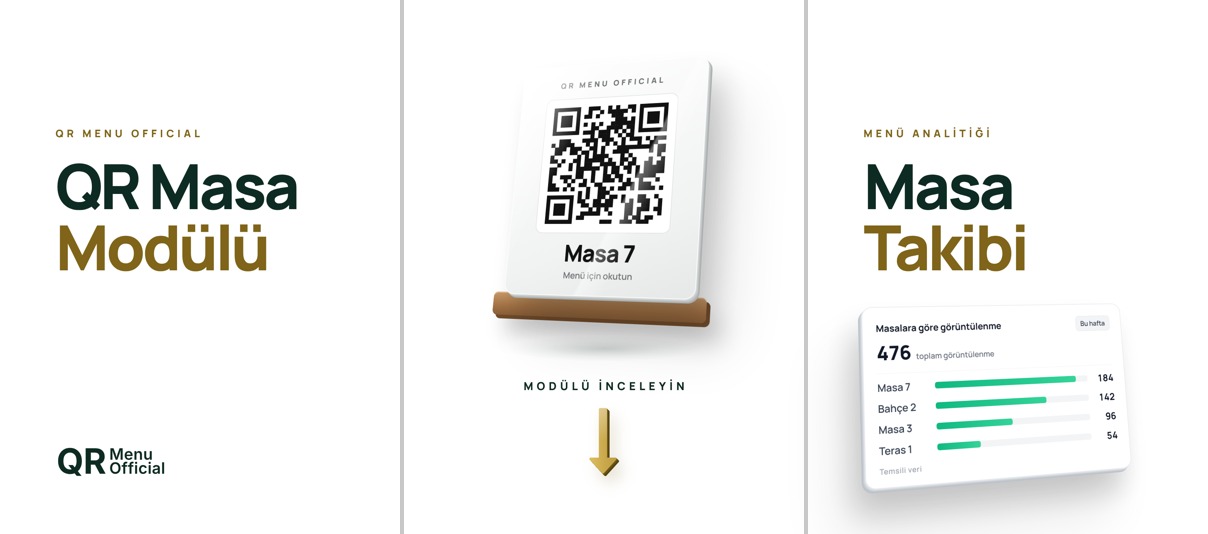 QR MENU OFFICIAL
QR Masa
Modülü
QR Menu
Official
QR MENU OFFICIAL
Masa 7
Menü için okutun
MODÜLÜ İNCELEYİN
MENÜ ANALİTİĞİ
Masa
Takibi
Masalara göre görüntülenme
Bu hafta
476 toplam görüntülenme
Masa 7 184
Bahçe 2 142
Masa 3 96
Teras 1 54
Temsili veri